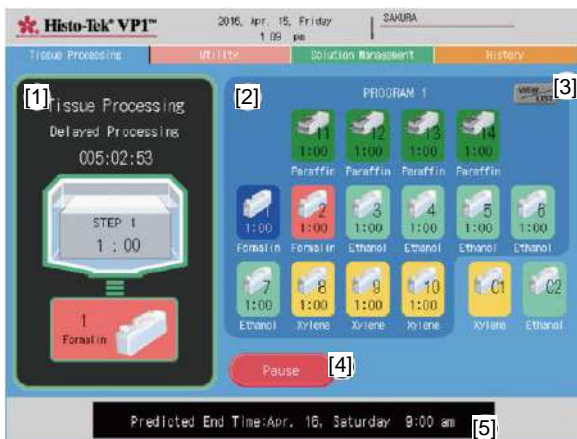 Histo-Tek® VP1™
2016, Apr. 15, Friday
1 09 pm
SAKURA
Tissue Processing
Utility
Solution Management
History
[1]
[2]
[3]
Tissue Processing
Delayed Processing
005:02:53
STEP 1
1 : 00
1
Formalin
PROGRAM 1
VIEW LIST
11 12 13 14
1:00 1:00 1:00 1:00
Paraffin Paraffin Paraffin Paraffin
1 2 3 4 5 6
1:00 1:00 1:00 1:00 1:00 1:00
Formalin Formalin Ethanol Ethanol Ethanol Ethanol
7 8 9 10 C1 C2
1:00 1:00 1:00 1:00
Ethanol Xylene Xylene Xylene Xylene Ethanol
Pause
[4]
Predicted End Time:Apr. 16, Saturday 9:00 am
[5]